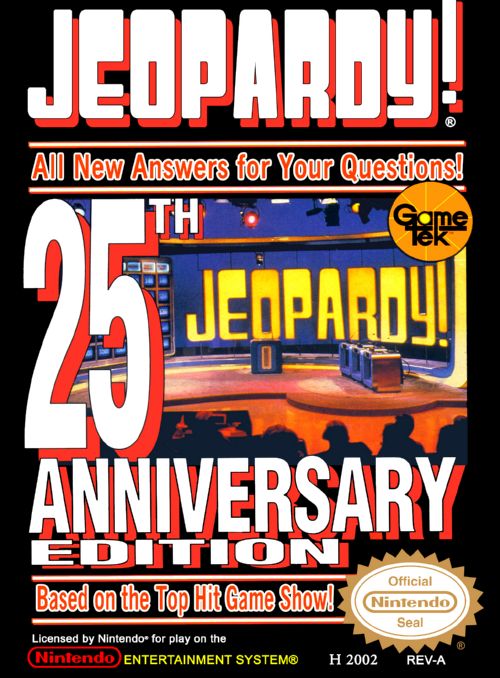 JEOPARDY!®
All New Answers for Your Questions!
25TH
Game Tek™
JEOPARDY!
ANNIVERSARY
EDITION
Based on the Top Hit Game Show!
Official
Nintendo
Seal
®
Licensed by Nintendo® for play on the
Nintendo ENTERTAINMENT SYSTEM® H 2002 REV-A